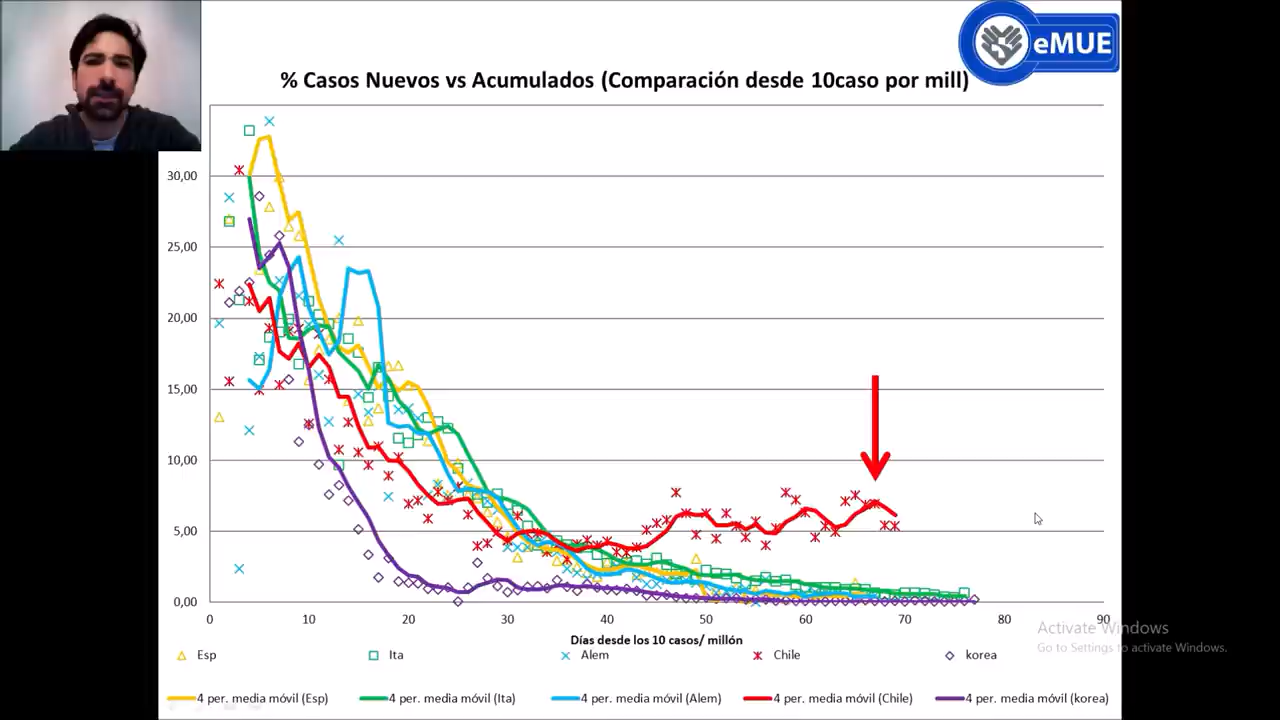 eMUE
% Casos Nuevos vs Acumulados (Comparación desde 10caso por mill)
30,00
25,00
20,00
15,00
10,00
5,00
0,00
0 10 20 30 40 50 60 70 80 90
Días desde los 10 casos/ millón
Activate Windows
Go to Settings to activate Windows.
Esp Ita Alem Chile korea
4 per. media móvil (Esp) 4 per. media móvil (Ita) 4 per. media móvil (Alem) 4 per. media móvil (Chile) 4 per. media móvil (korea)